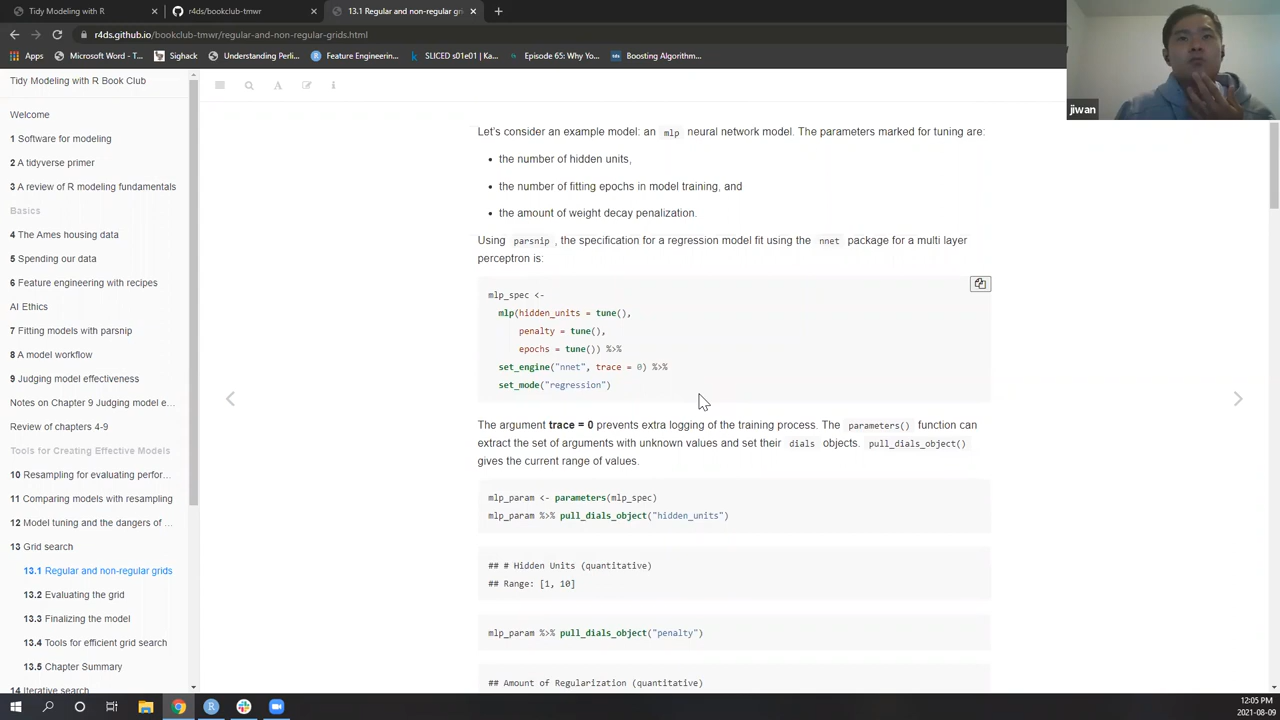 Tidy Modeling with R
r4ds/bookclub-tmwr
13.1 Regular and non-regular gri
r4ds.github.io/bookclub-tmwr/regular-and-non-regular-grids.html
Apps
Microsoft Word - Ti...
Sighack
Understanding Perli...
Feature Engineerin...
SLICED s01e01 | Ka...
Episode 65: Why Yo...
Boosting Algorithm...
jiwan
Tidy Modeling with R Book Club
Welcome
1 Software for modeling
2 A tidyverse primer
3 A review of R modeling fundamentals
Basics
4 The Ames housing data
5 Spending our data
6 Feature engineering with recipes
AI Ethics
7 Fitting models with parsnip
8 A model workflow
9 Judging model effectiveness
Notes on Chapter 9 Judging model e...
Review of chapters 4-9
Tools for Creating Effective Models
10 Resampling for evaluating perfor...
11 Comparing models with resampling
12 Model tuning and the dangers of ...
13 Grid search
13.1 Regular and non-regular grids
13.2 Evaluating the grid
13.3 Finalizing the model
13.4 Tools for efficient grid search
13.5 Chapter Summary
14 Iterative search
Let's consider an example model: an mlp neural network model. The parameters marked for tuning are:
• the number of hidden units,
• the number of fitting epochs in model training, and
• the amount of weight decay penalization.
Using parsnip , the specification for a regression model fit using the nnet package for a multi layer
perceptron is:
mlp_spec <-
mlp(hidden_units = tune(),
penalty = tune(),
epochs = tune()) %>%
set_engine("nnet", trace = 0) %>%
set_mode("regression")
The argument trace = 0 prevents extra logging of the training process. The parameters() function can
extract the set of arguments with unknown values and set their dials objects. pull_dials_object()
gives the current range of values.
mlp_param <- parameters(mlp_spec)
mlp_param %>% pull_dials_object("hidden_units")
## # Hidden Units (quantitative)
## Range: [1, 10]
mlp_param %>% pull_dials_object("penalty")
## Amount of Regularization (quantitative)
12:05 PM
2021-08-09